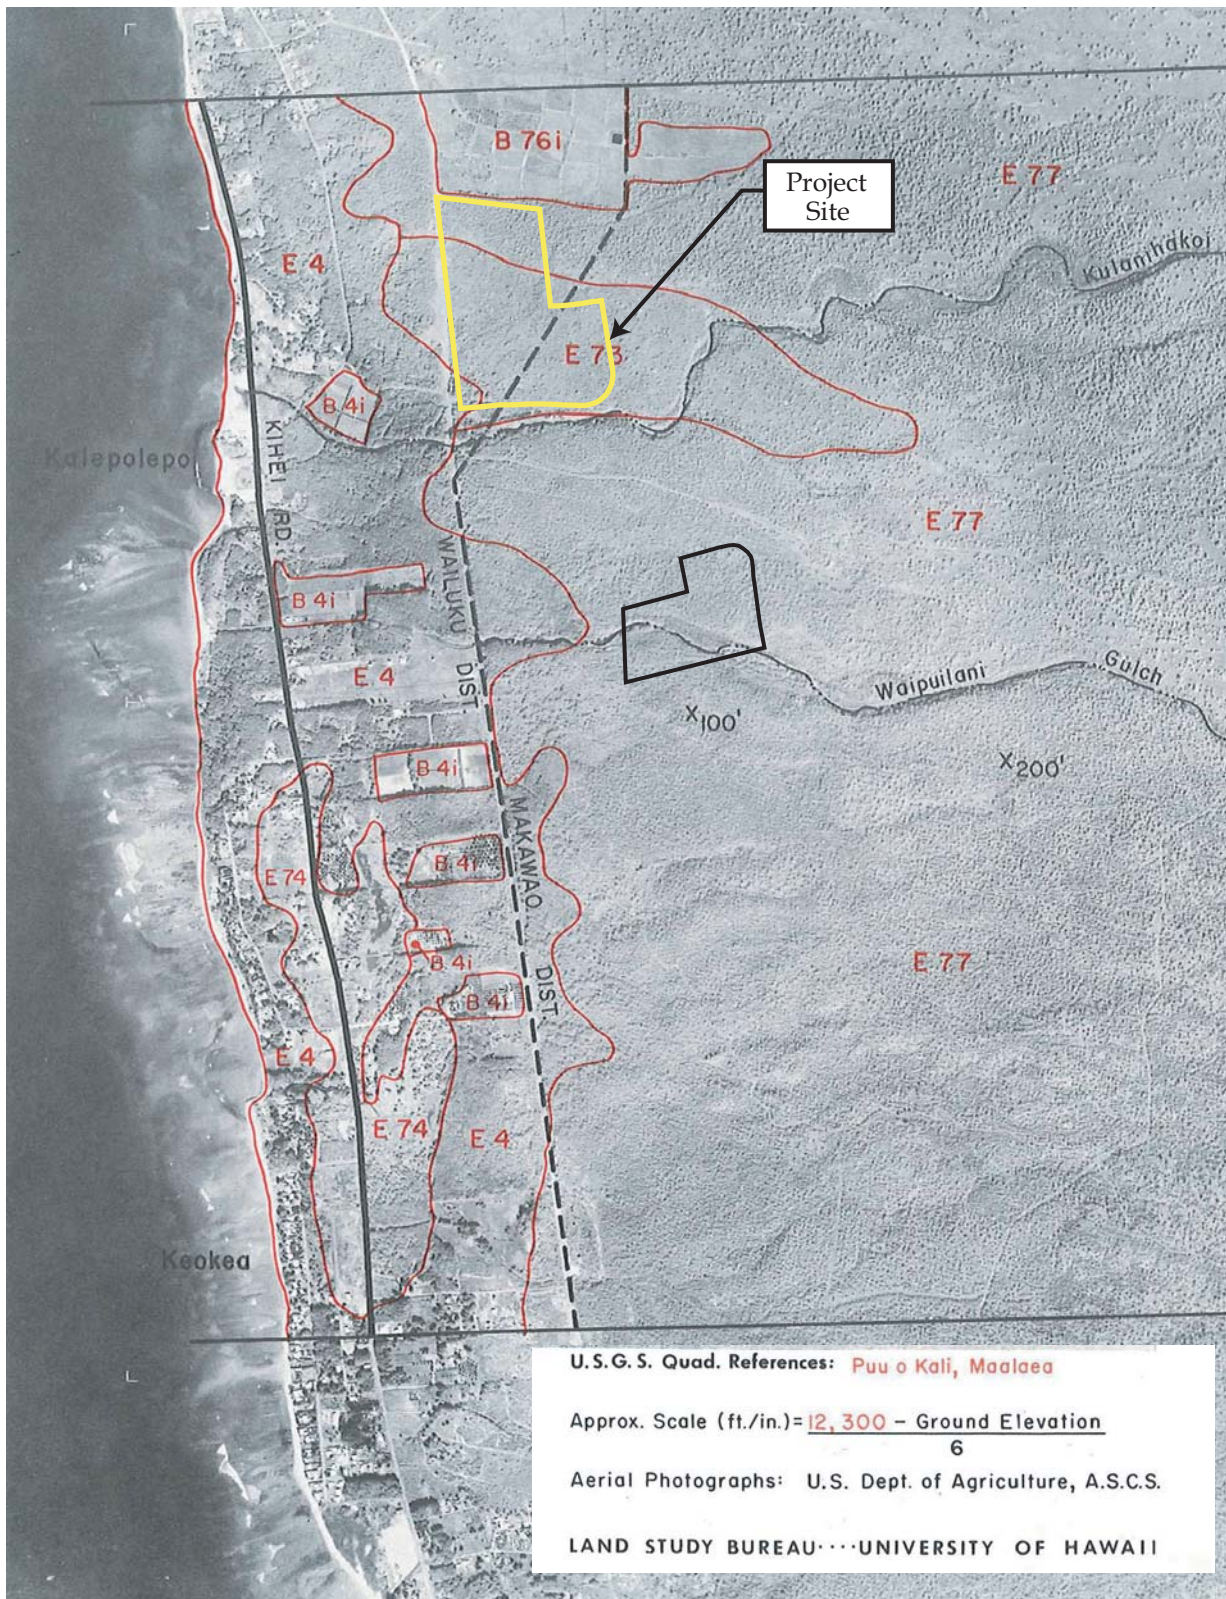 B 76i
E 77
Project
Site
Kulanihakoi
E 4
E 73
B 4i
KIHEI RD.
Kalepolepo
E 77
WAILUKU DIST.
B 4i
E 4
Waipuilani Gulch
X 100'
X 200'
B 4i
MAKAWAO DIST.
B 4i
E 74
B 4i
E 77
B 4i
E 4
E 74
E 4
Keokea
U.S.G.S. Quad. References: Puu o Kali, Maalaea
Approx. Scale (ft./in.)= 12,300 – Ground Elevation
6
Aerial Photographs: U.S. Dept. of Agriculture, A.S.C.S.
LAND STUDY BUREAU····UNIVERSITY OF HAWAII